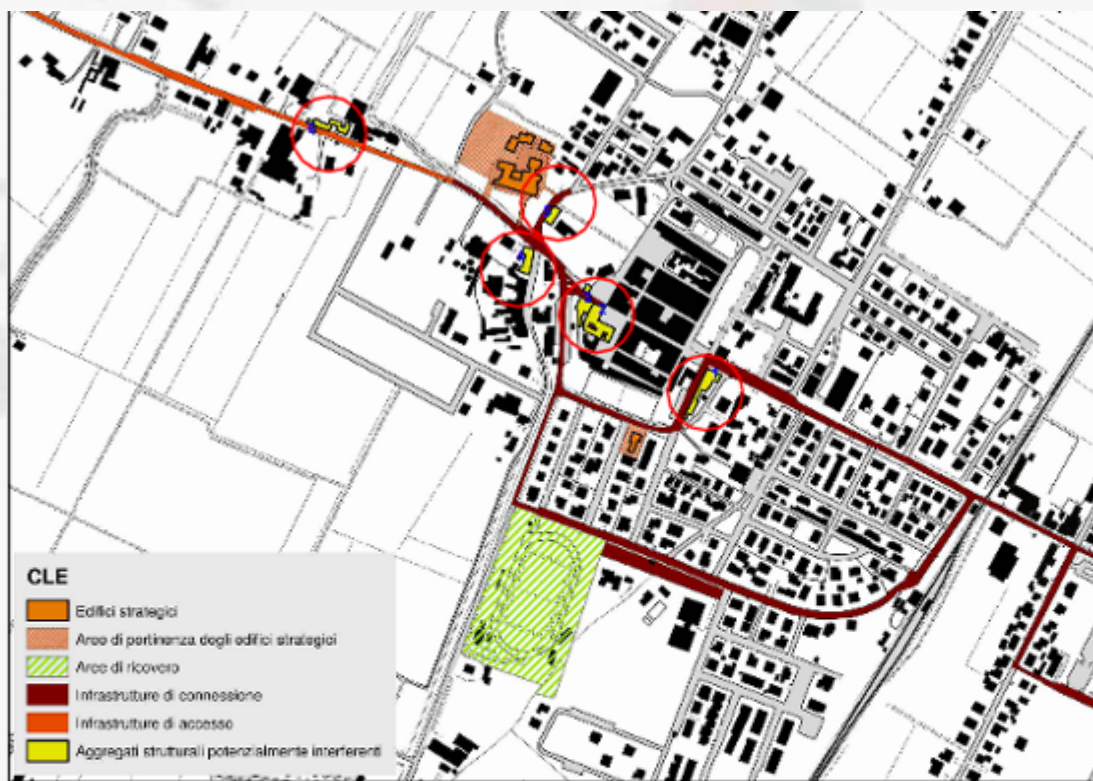 CLE
Edifici strategici
Aree di pertinenza degli edifici strategici
Aree di ricovero
Infrastrutture di connessione
Infrastrutture di accesso
Aggregati strutturali potenzialmente interferenti